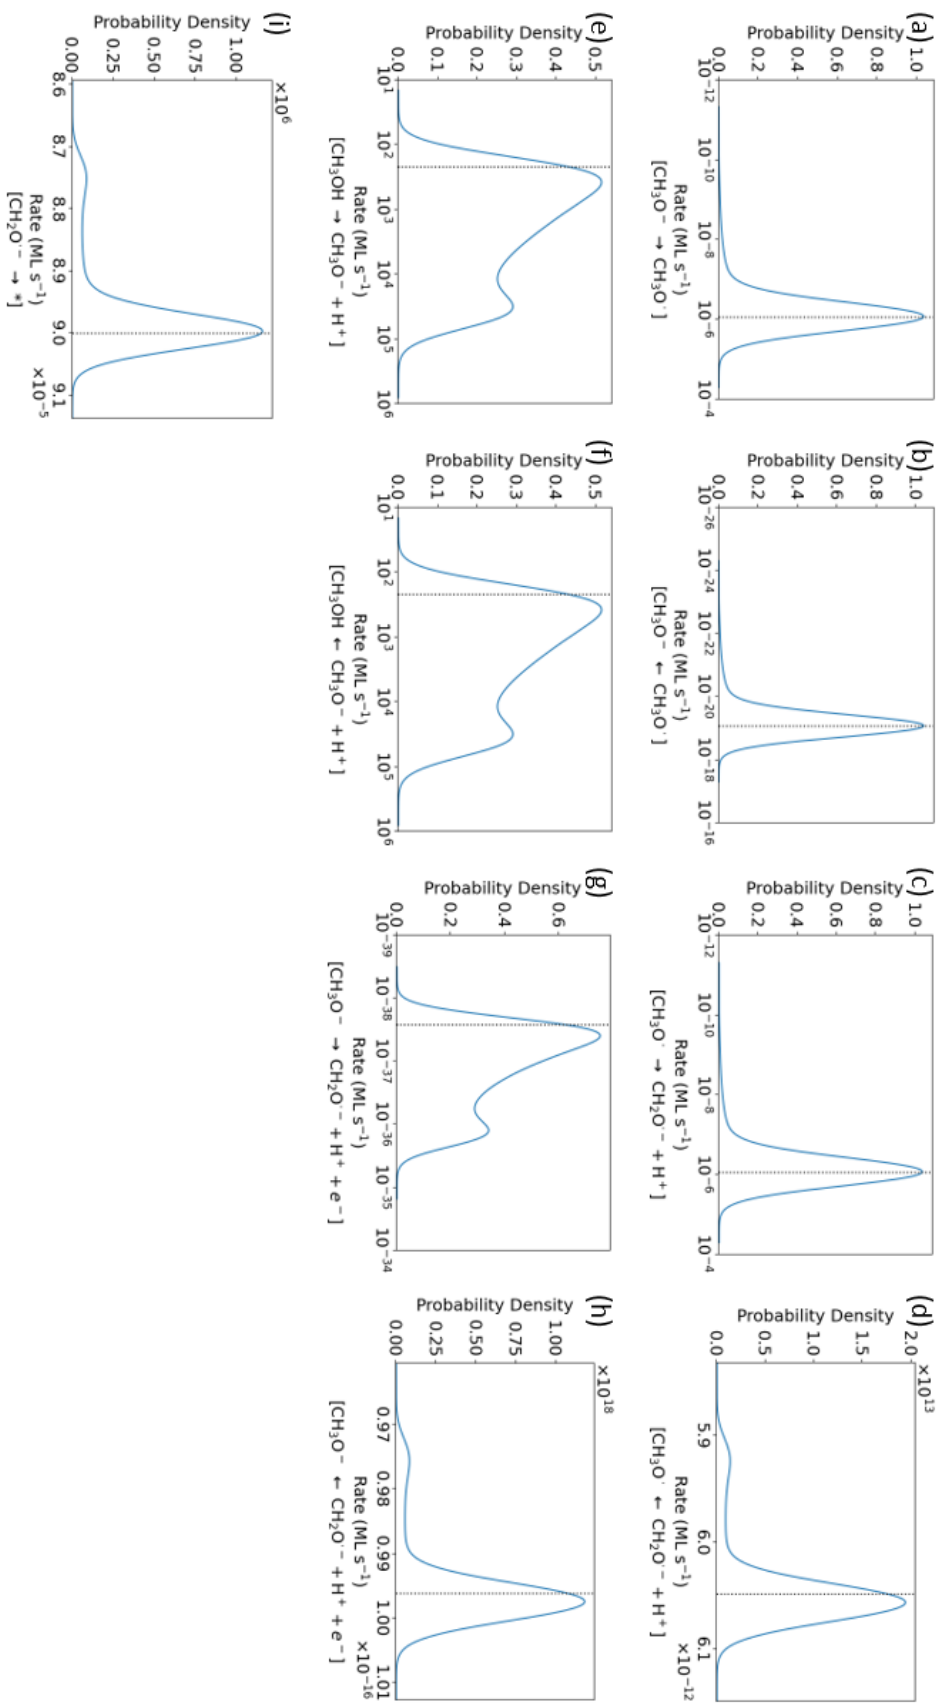 (a)
Probability Density
1.0
0.8
0.6
0.4
0.2
0.0
10⁻¹² 10⁻¹⁰ 10⁻⁸ 10⁻⁶ 10⁻⁴
Rate (ML s⁻¹)
[CH₃O⁻ → CH₃O˙]
(b)
Probability Density
1.0
0.8
0.6
0.4
0.2
0.0
10⁻²⁶ 10⁻²⁴ 10⁻²² 10⁻²⁰ 10⁻¹⁸ 10⁻¹⁶
Rate (ML s⁻¹)
[CH₃O⁻ ← CH₃O˙]
(c)
Probability Density
1.0
0.8
0.6
0.4
0.2
0.0
10⁻¹² 10⁻¹⁰ 10⁻⁸ 10⁻⁶ 10⁻⁴
Rate (ML s⁻¹)
[CH₃O˙ → CH₂O˙⁻ + H⁺]
(d)
×10¹³
Probability Density
2.0
1.5
1.0
0.5
0.0
5.9 6.0 6.1
×10⁻¹²
Rate (ML s⁻¹)
[CH₃O˙ ← CH₂O˙⁻ + H⁺]
(e)
Probability Density
0.5
0.4
0.3
0.2
0.1
0.0
10¹ 10² 10³ 10⁴ 10⁵ 10⁶
Rate (ML s⁻¹)
[CH₃OH → CH₃O⁻ + H⁺]
(f)
Probability Density
0.5
0.4
0.3
0.2
0.1
0.0
10¹ 10² 10³ 10⁴ 10⁵ 10⁶
Rate (ML s⁻¹)
[CH₃OH ← CH₃O⁻ + H⁺]
(g)
Probability Density
0.6
0.4
0.2
0.0
10⁻³⁹ 10⁻³⁸ 10⁻³⁷ 10⁻³⁶ 10⁻³⁵ 10⁻³⁴
Rate (ML s⁻¹)
[CH₃O⁻ → CH₂O˙⁻ + H⁺ + e⁻]
(h)
×10¹⁸
Probability Density
1.00
0.75
0.50
0.25
0.00
0.97 0.98 0.99 1.00 1.01
×10⁻¹⁶
Rate (ML s⁻¹)
[CH₃O⁻ ← CH₂O˙⁻ + H⁺ + e⁻]
(i)
×10⁶
Probability Density
1.00
0.75
0.50
0.25
0.00
8.6 8.7 8.8 8.9 9.0 9.1
×10⁻⁵
Rate (ML s⁻¹)
[CH₂O˙⁻ → *]